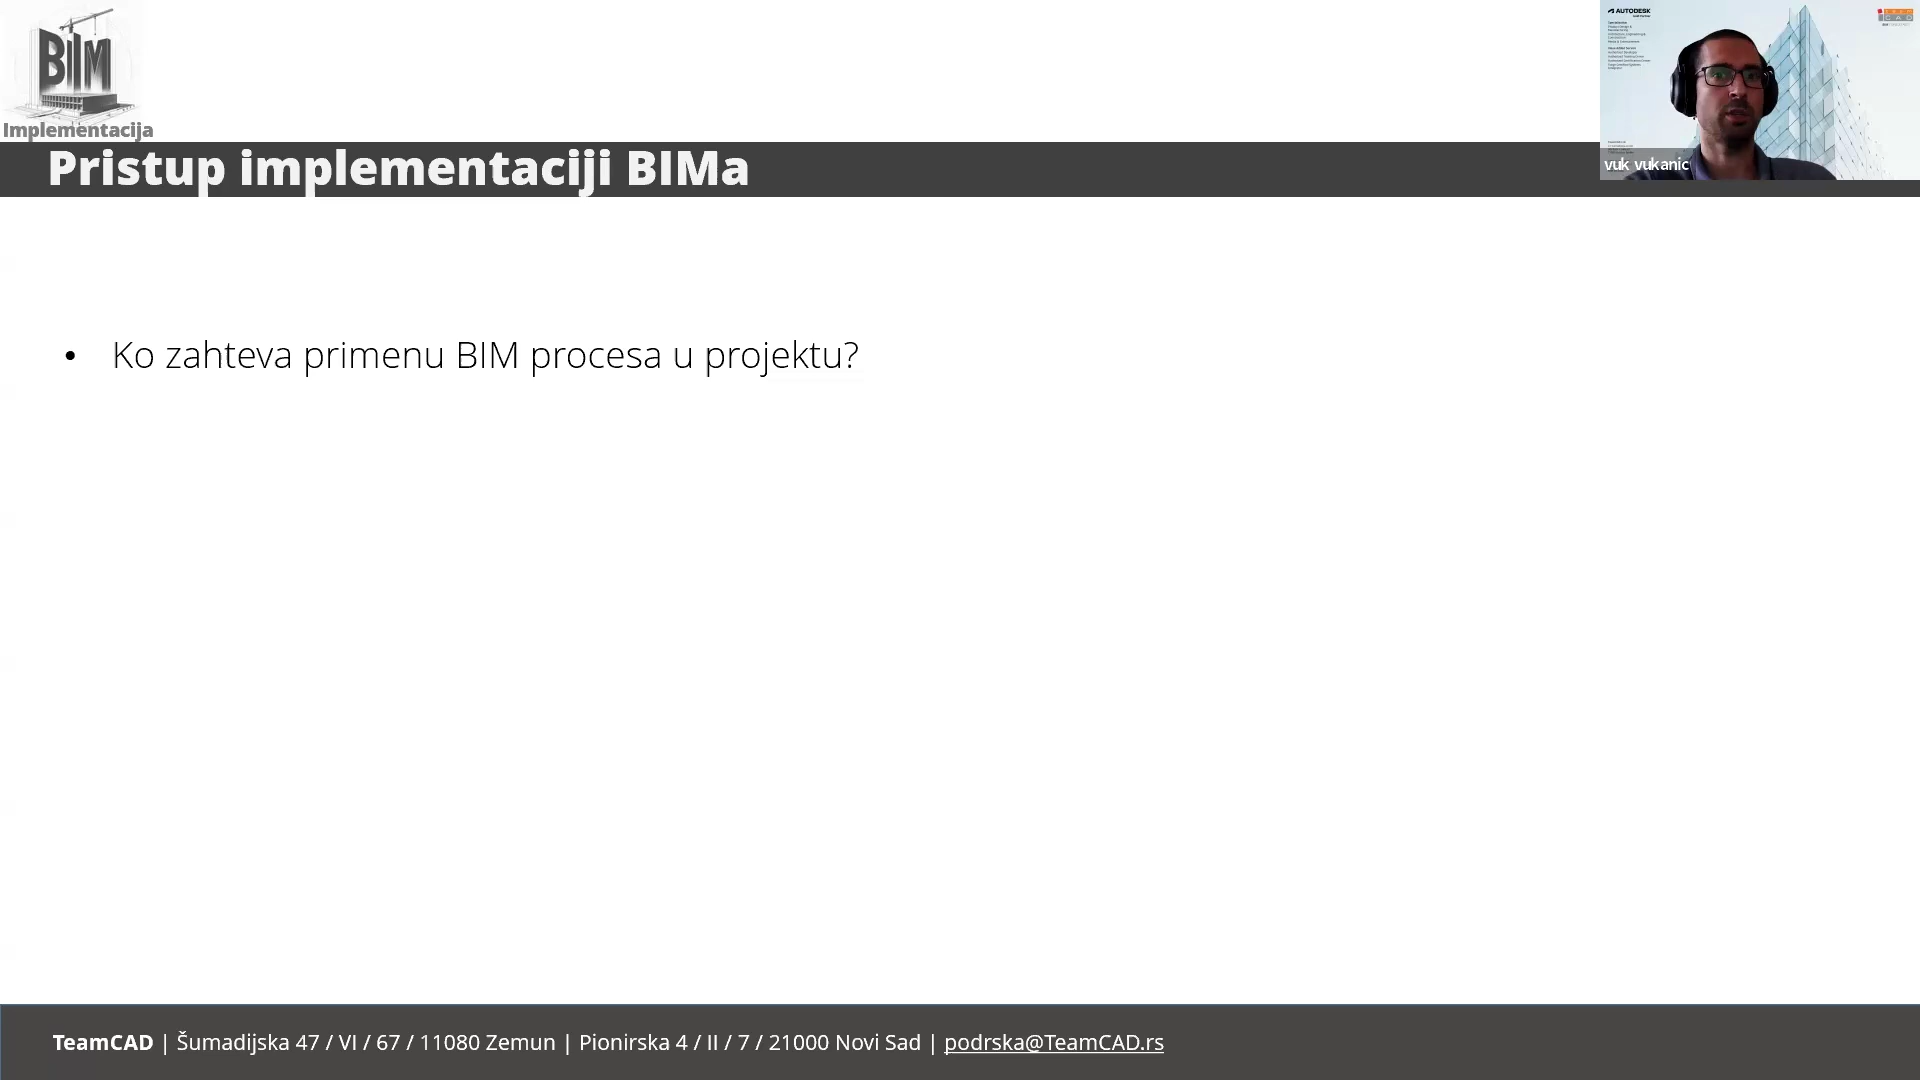 BIM
Implementacija
Pristup implementaciji BIMa
AUTODESK
vuk vukanic
Ko zahteva primenu BIM procesa u projektu?
TeamCAD | Šumadijska 47 / VI / 67 / 11080 Zemun | Pionirska 4 / II / 7 / 21000 Novi Sad | podrska@TeamCAD.rs